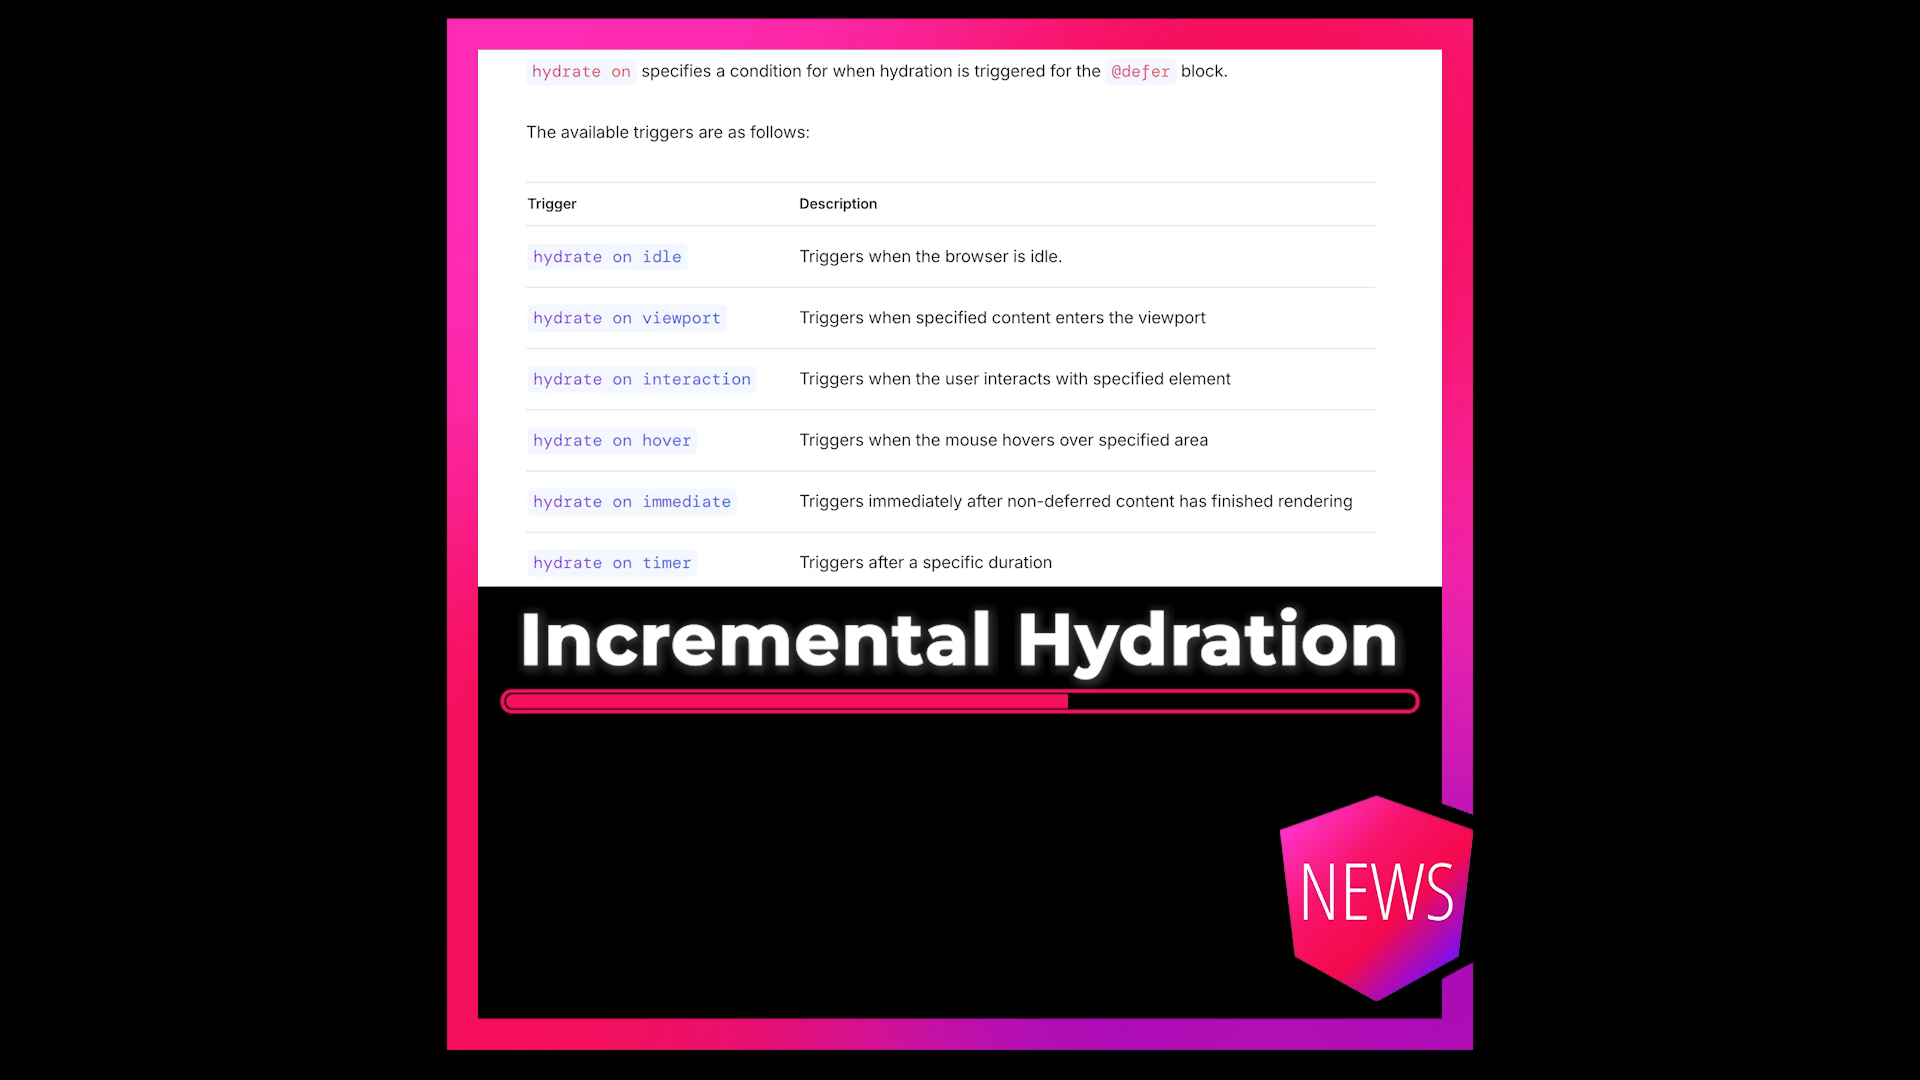 hydrate on specifies a condition for when hydration is triggered for the @defer block.
The available triggers are as follows:
Trigger Description
hydrate on idle Triggers when the browser is idle.
hydrate on viewport Triggers when specified content enters the viewport
hydrate on interaction Triggers when the user interacts with specified element
hydrate on hover Triggers when the mouse hovers over specified area
hydrate on immediate Triggers immediately after non-deferred content has finished rendering
hydrate on timer Triggers after a specific duration
Incremental Hydration
NEWS